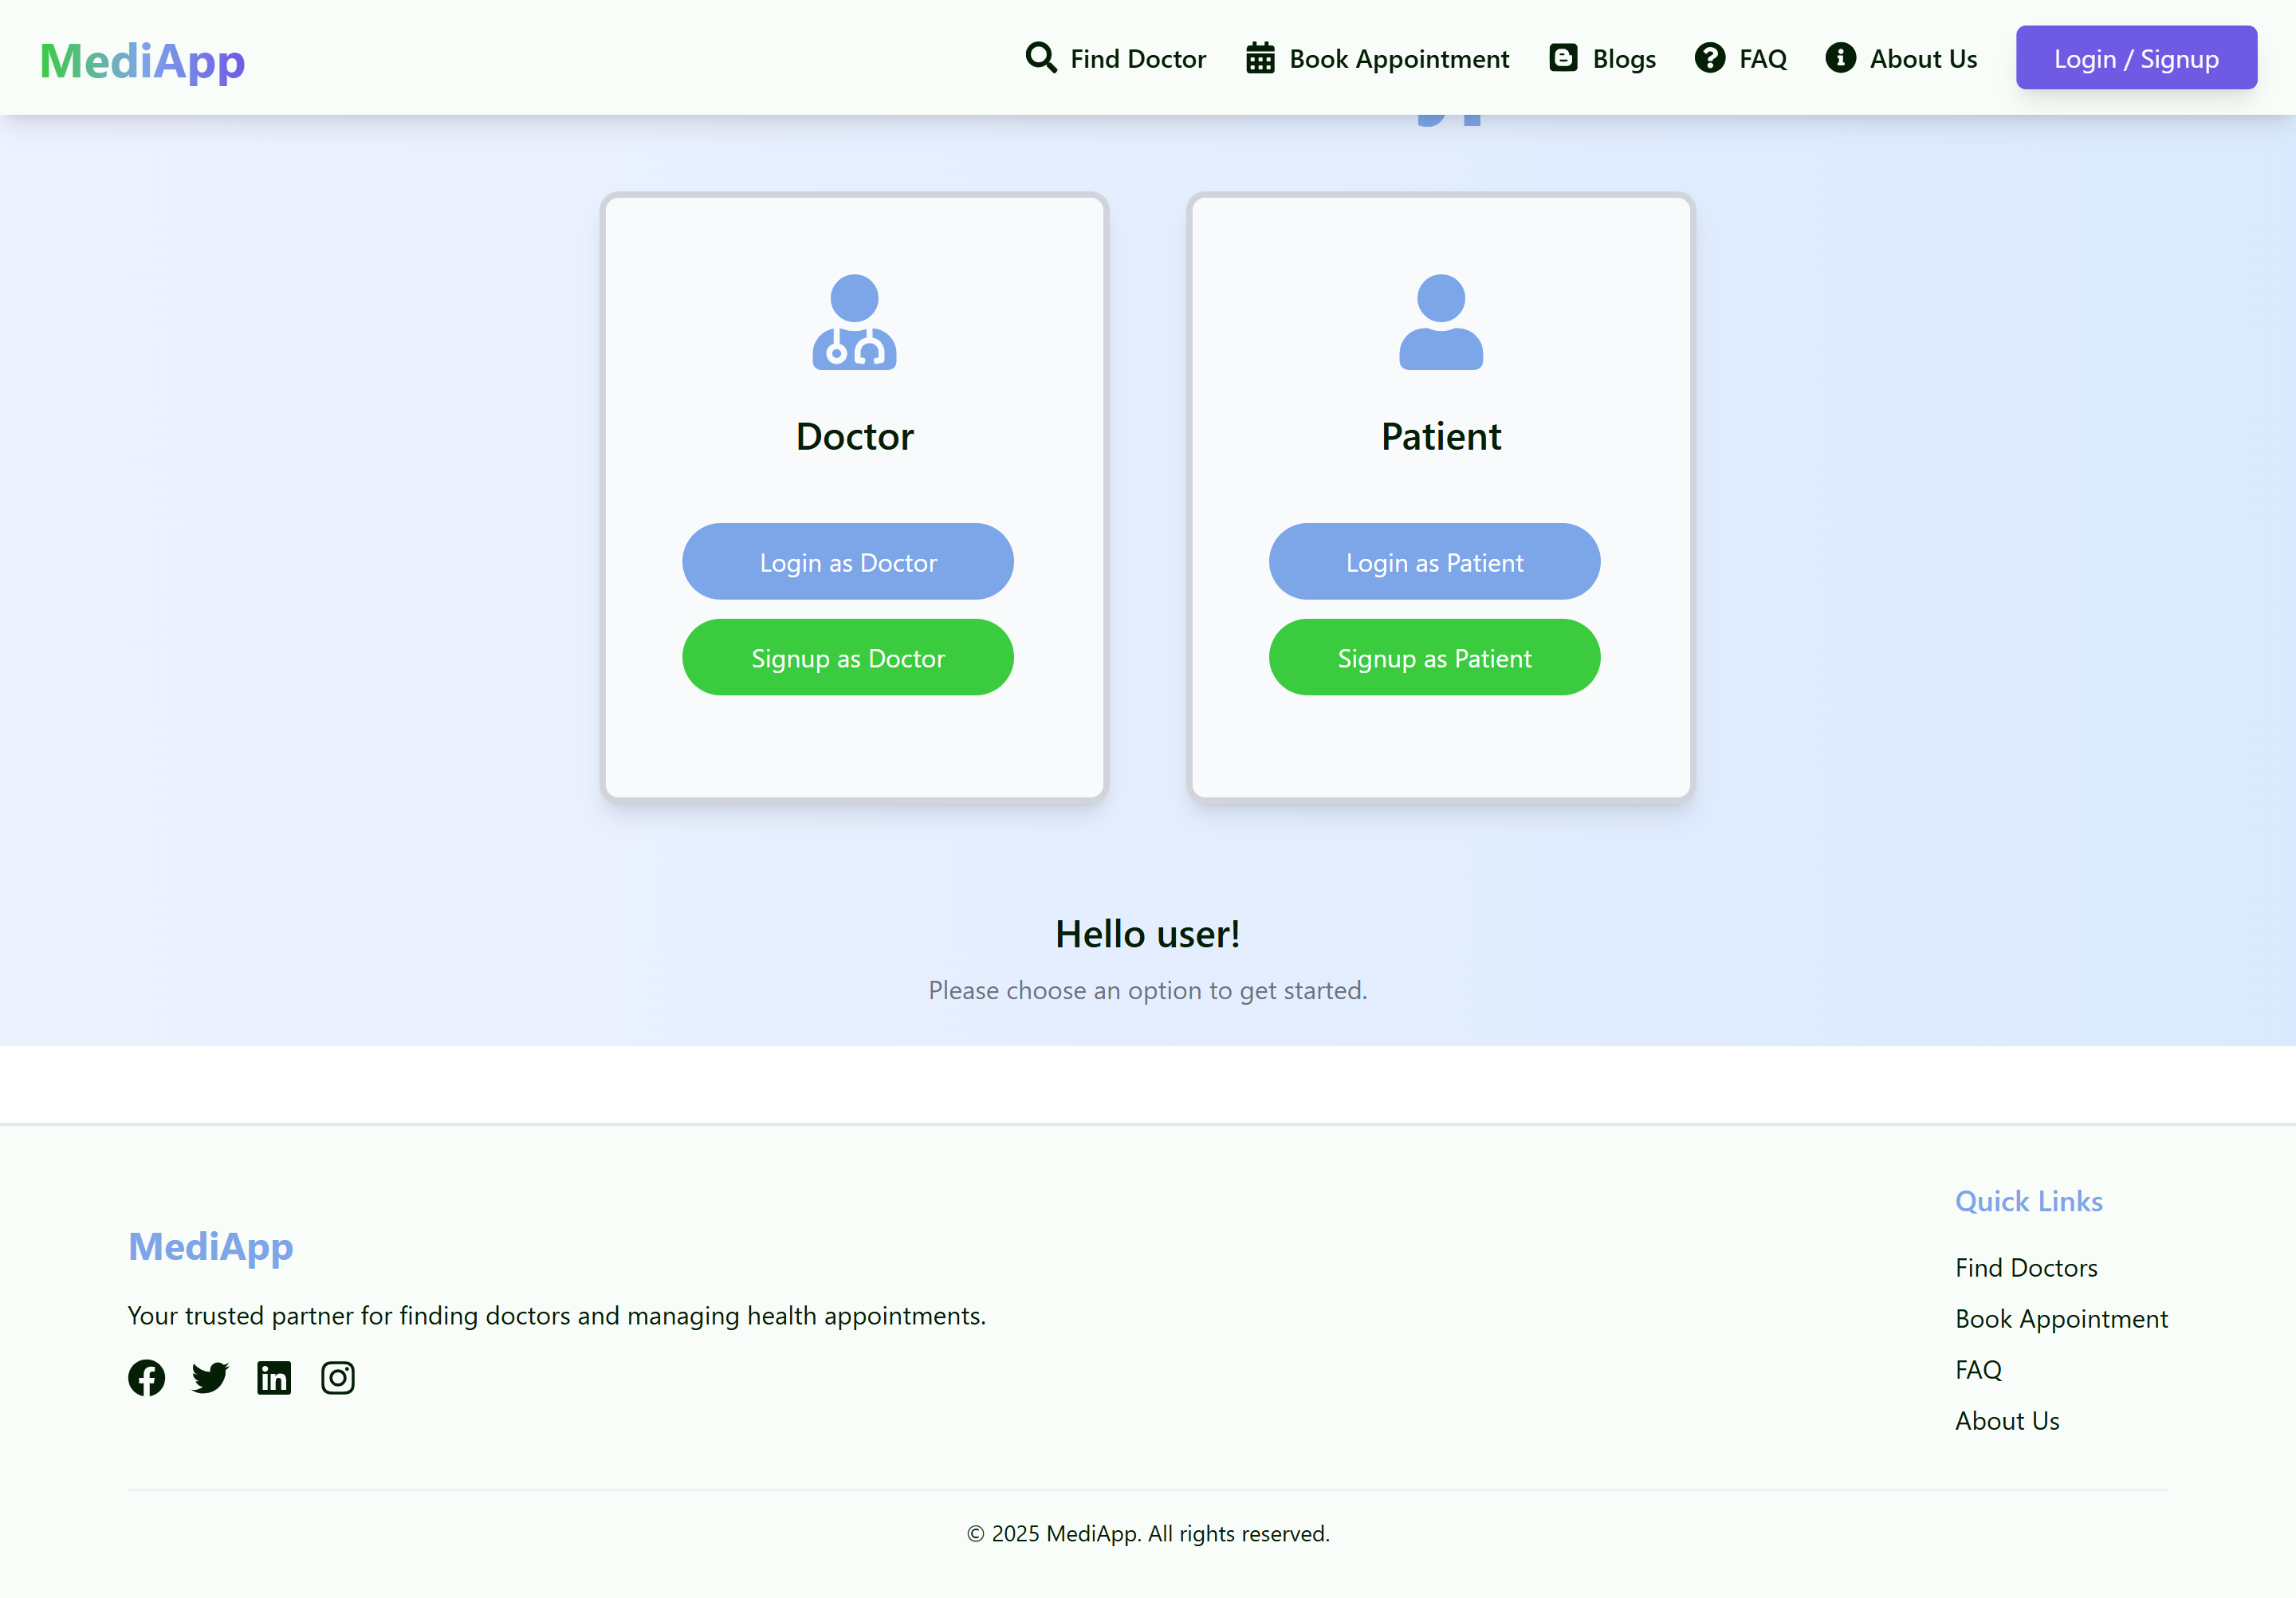 MediApp
Find Doctor
Book Appointment
Blogs
FAQ
About Us
Login / Signup
Doctor
Login as Doctor
Signup as Doctor
Patient
Login as Patient
Signup as Patient
Hello user!
Please choose an option to get started.
MediApp
Your trusted partner for finding doctors and managing health appointments.
Quick Links
Find Doctors
Book Appointment
FAQ
About Us
© 2025 MediApp. All rights reserved.